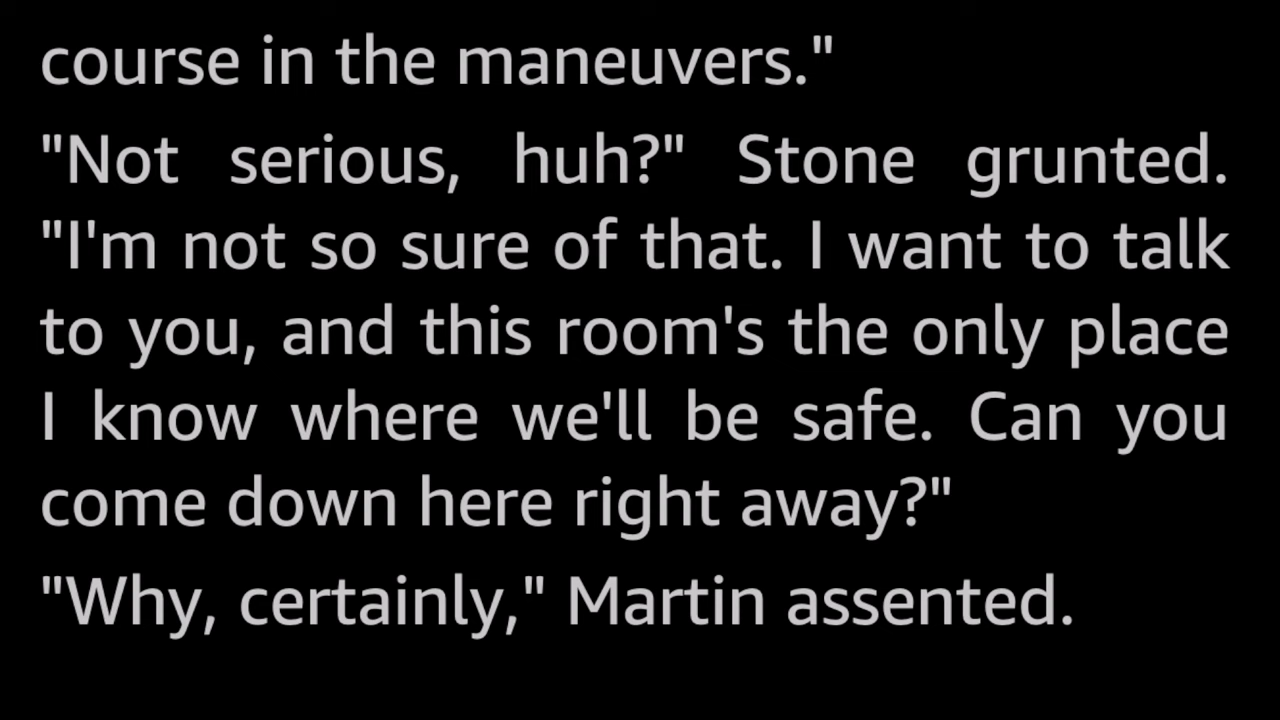 course in the maneuvers."
"Not serious, huh?" Stone grunted.
"I'm not so sure of that. I want to talk
to you, and this room's the only place
I know where we'll be safe. Can you
come down here right away?"
"Why, certainly," Martin assented.